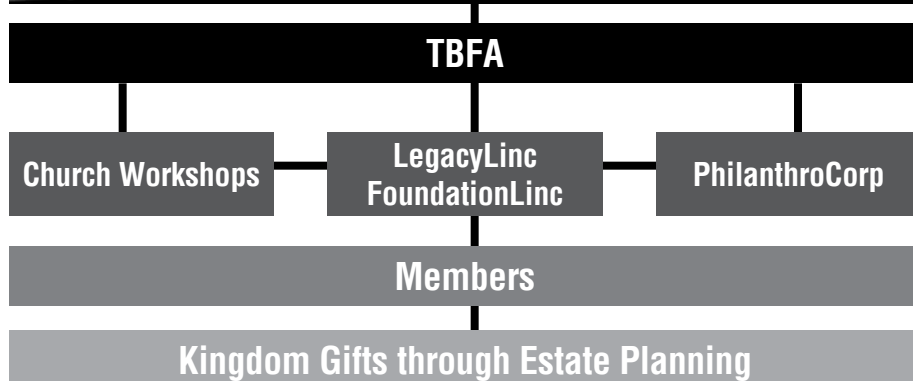 TBFA
Church Workshops
LegacyLinc
FoundationLinc
PhilanthroCorp
Members
Kingdom Gifts through Estate Planning